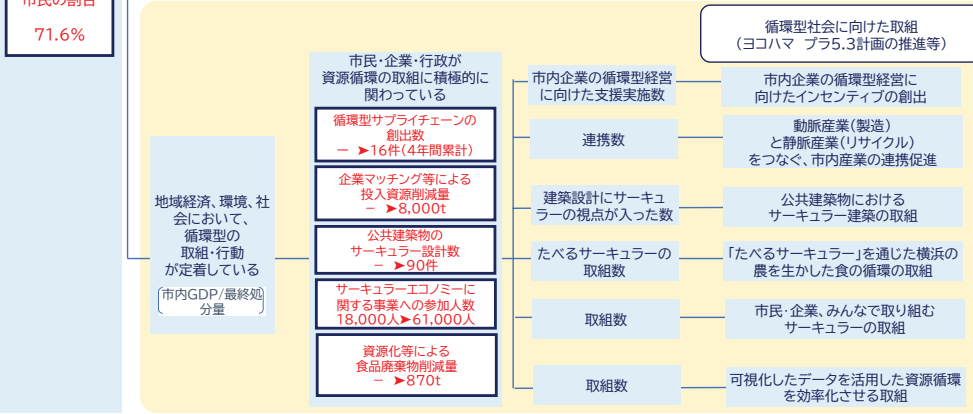 市民の割合
71.6%
循環型社会に向けた取組
(ヨコハマ プラ5.3計画の推進等)
地域経済、環境、社
会において、
循環型の
取組・行動
が定着している
市内GDP/最終処
分量
市民・企業・行政が
資源循環の取組に積極的に
関わっている
循環型サプライチェーンの
創出数
－ ➤16件(4年間累計)
企業マッチング等による
投入資源削減量
－ ➤8,000t
公共建築物の
サーキュラー設計数
－ ➤90件
サーキュラーエコノミーに
関する事業への参加人数
18,000人➤61,000人
資源化等による
食品廃棄物削減量
－ ➤870t
市内企業の循環型経営
に向けた支援実施数
市内企業の循環型経営に
向けたインセンティブの創出
連携数
動脈産業(製造)
と静脈産業(リサイクル)
をつなぐ、市内産業の連携促進
建築設計にサーキュ
ラーの視点が入った数
公共建築物における
サーキュラー建築の取組
たべるサーキュラーの
取組数
「たべるサーキュラー」を通じた横浜の
農を生かした食の循環の取組
取組数
市民・企業、みんなで取り組む
サーキュラーの取組
取組数
可視化したデータを活用した資源循環
を効率化させる取組